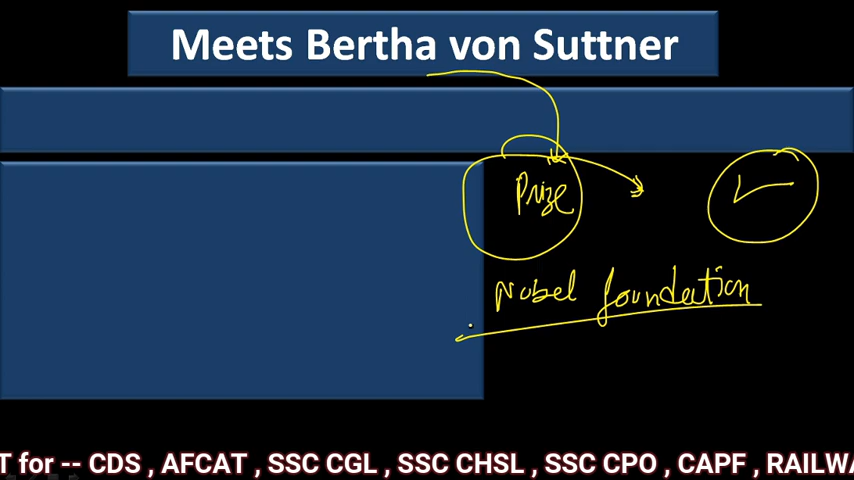 Meets Bertha von Suttner
Prize
Nobel foundation
T for -- CDS , AFCAT , SSC CGL , SSC CHSL , SSC CPO , CAPF , RAILWA